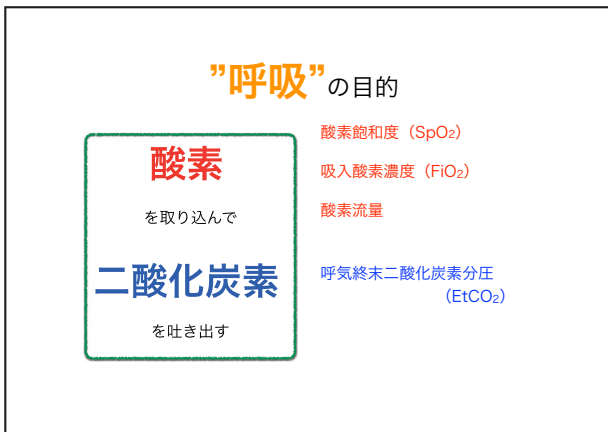 ”呼吸”の目的
酸素
を取り込んで
二酸化炭素
を吐き出す
酸素飽和度（SpO₂）
吸入酸素濃度（FiO₂）
酸素流量
呼気終末二酸化炭素分圧
（EtCO₂）